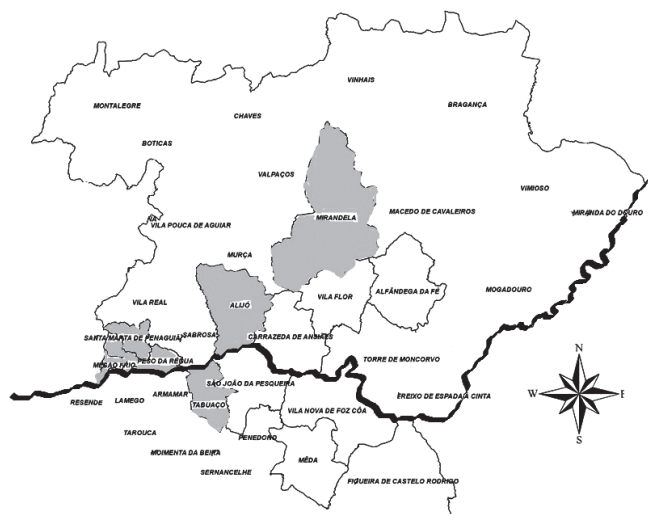 VINHAIS
MONTALEGRE
BRAGANÇA
CHAVES
BOTICAS
VALPAÇOS
VIMIOSO
MACEDO DE CAVALEIROS
MIRANDA DO DOURO
MIRANDELA
VILA POUCA DE AGUIAR
MURÇA
ALFÂNDEGA DA FÉ
MOGADOURO
VILA REAL
ALIJÓ
VILA FLOR
SABROSA
CARRAZEDA DE ANSIÃES
SANTA MARTA DE PENAGUIÃO
MESÃO FRIO
PESO DA RÉGUA
TORRE DE MONCORVO
SÃO JOÃO DA PESQUEIRA
ARMAMAR
EREIXO DE ESPADA A CINTA
RESENDE
LAMEGO
TABUAÇO
VILA NOVA DE FOZ CÔA
TAROUCA
PENEDONO
MOIMENTA DA BEIRA
MÊDA
SERNANCELHE
FIGUEIRA DE CASTELO RODRIGO
N
W
E
S